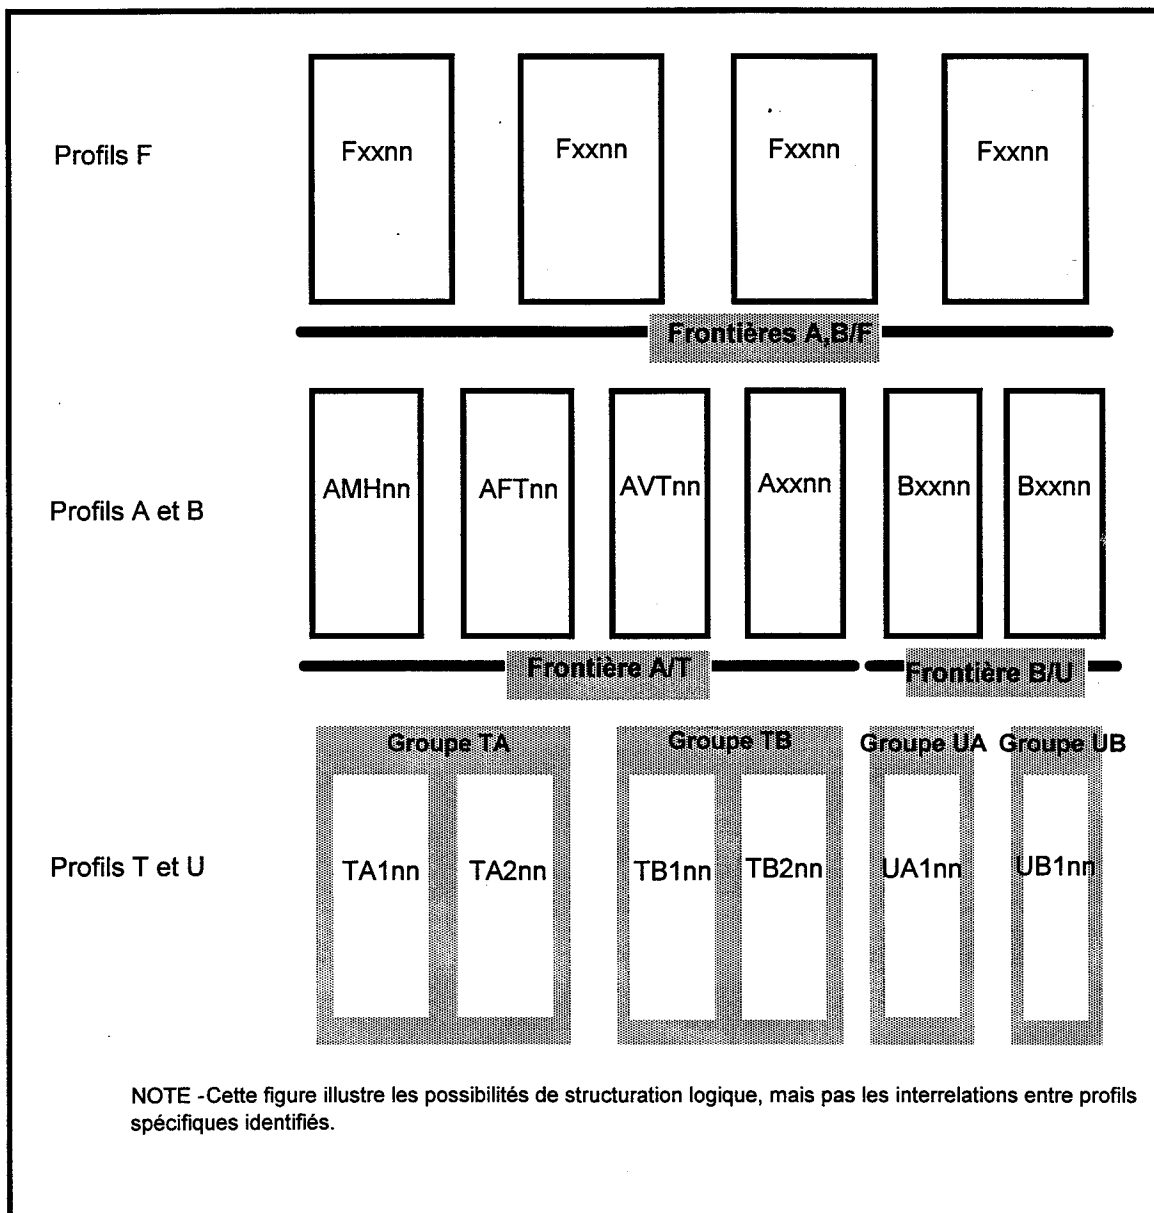 Profils F
Fxxnn Fxxnn Fxxnn Fxxnn
Frontières A,B/F
Profils A et B
AMHnn AFTnn AVTnn Axxnn Bxxnn Bxxnn
Frontière A/T Frontière B/U
Groupe TA Groupe TB Groupe UA Groupe UB
Profils T et U
TA1nn TA2nn TB1nn TB2nn UA1nn UB1nn
NOTE -Cette figure illustre les possibilités de structuration logique, mais pas les interrelations entre profils
spécifiques identifiés.